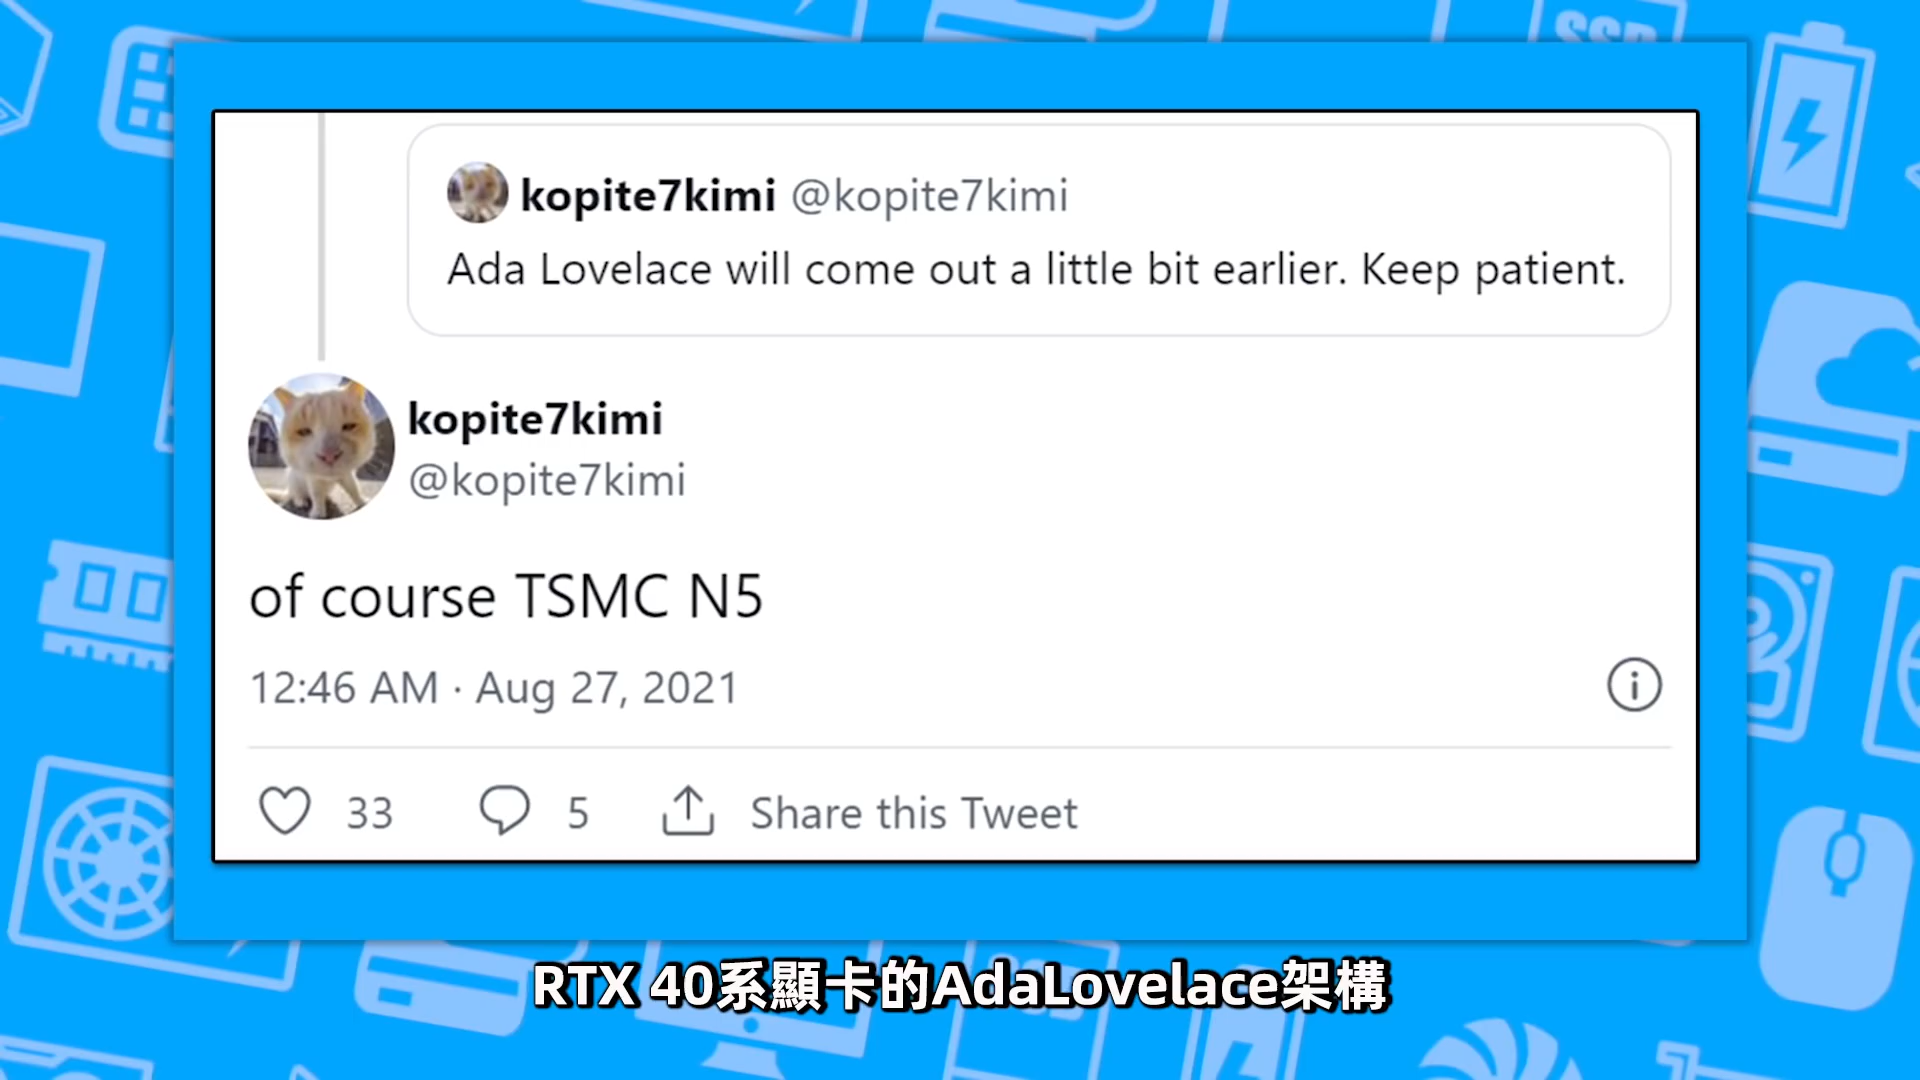 SSD
kopite7kimi @kopite7kimi
Ada Lovelace will come out a little bit earlier. Keep patient.
kopite7kimi
@kopite7kimi
of course TSMC N5
12:46 AM · Aug 27, 2021
33 5 Share this Tweet
RTX 40系顯卡的AdaLovelace架構